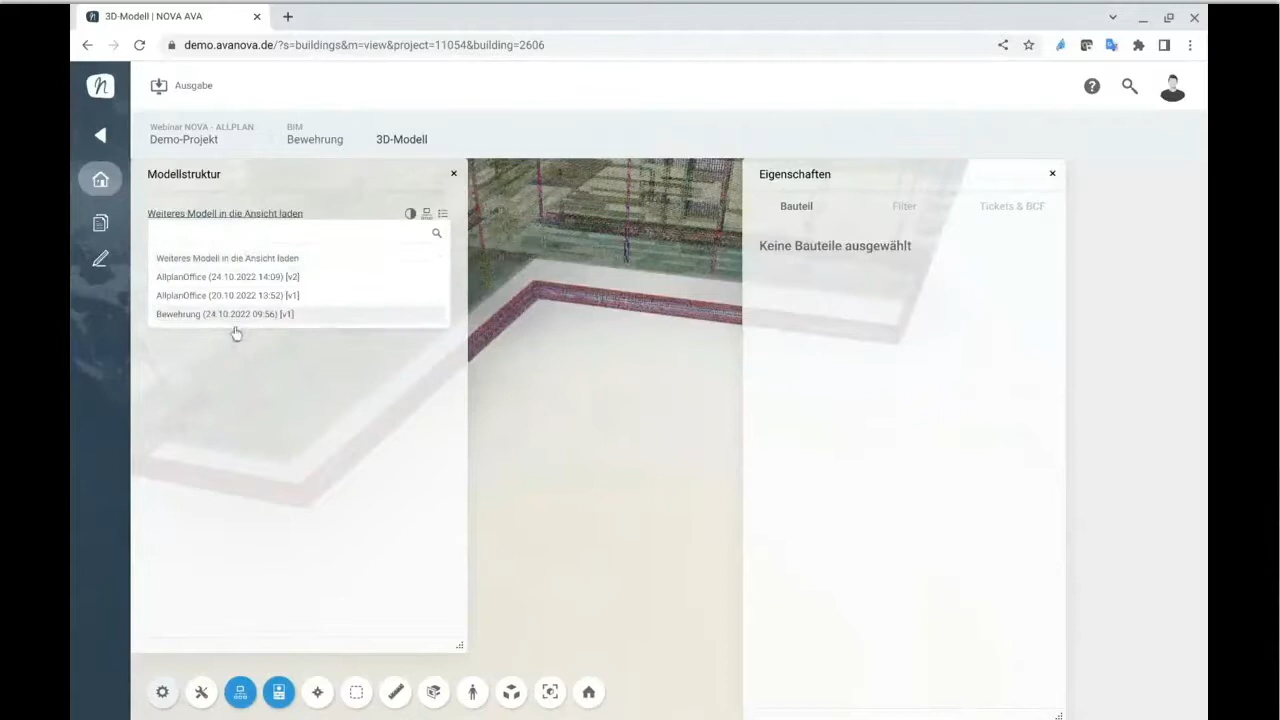 3D-Modell | NOVA AVA
demo.avanova.de/?s=buildings&m=view&project=11054&building=2606
Ausgabe
Webinar NOVA - ALLPLAN
Demo-Projekt
BIM
Bewehrung
3D-Modell
Modellstruktur
Weiteres Modell in die Ansicht laden
Weiteres Modell in die Ansicht laden
AllplanOffice (24.10.2022 14:09) [v2]
AllplanOffice (20.10.2022 13:52) [v1]
Bewehrung (24.10.2022 09:56) [v1]
Eigenschaften
Bauteil
Filter
Tickets & BCF
Keine Bauteile ausgewählt